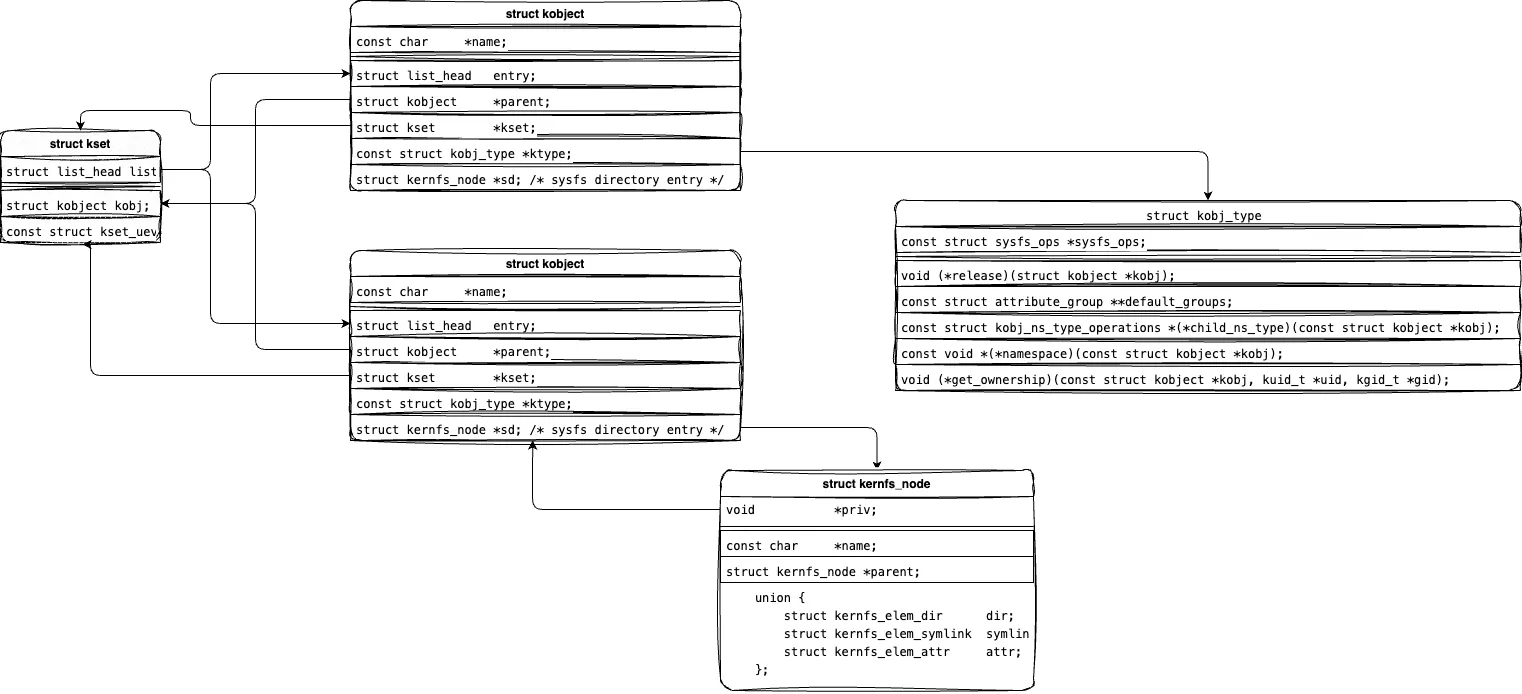 struct kobject
const char     *name;
struct list_head   entry;
struct kobject     *parent;
struct kset        *kset;
const struct kobj_type *ktype;
struct kernfs_node *sd; /* sysfs directory entry */
struct kset
struct list_head list
struct kobject kobj;
const struct kset_uev
struct kobj_type
const struct sysfs_ops *sysfs_ops;
void (*release)(struct kobject *kobj);
const struct attribute_group **default_groups;
const struct kobj_ns_type_operations *(*child_ns_type)(const struct kobject *kobj);
const void *(*namespace)(const struct kobject *kobj);
void (*get_ownership)(const struct kobject *kobj, kuid_t *uid, kgid_t *gid);
struct kobject
const char     *name;
struct list_head   entry;
struct kobject     *parent;
struct kset        *kset;
const struct kobj_type *ktype;
struct kernfs_node *sd; /* sysfs directory entry */
struct kernfs_node
void           *priv;
const char     *name;
struct kernfs_node *parent;
union {
struct kernfs_elem_dir      dir;
struct kernfs_elem_symlink  symlin
struct kernfs_elem_attr     attr;
};